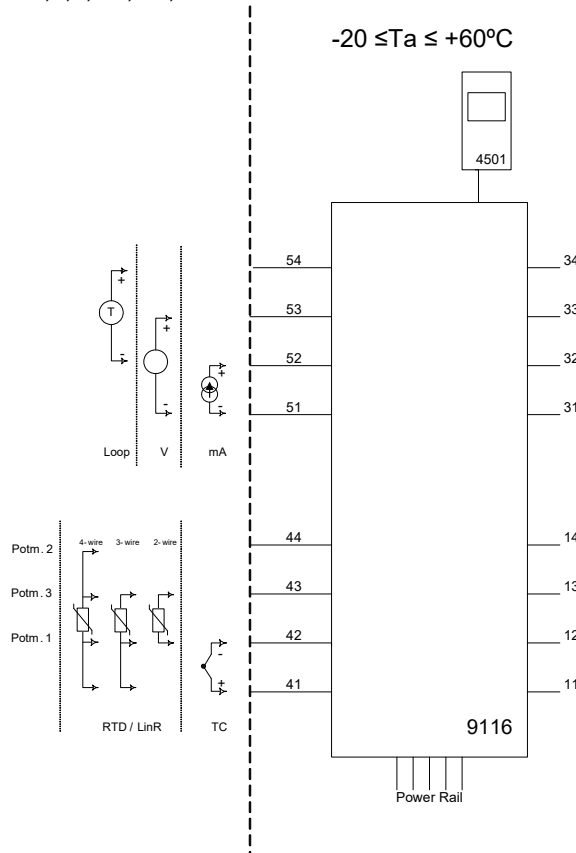 -20 ≤Ta ≤ +60ºC
4501
54
34
+
T
53
33
+
-
52
32
+
-
-
51
31
Loop
V
mA
44
14
4- wire
3- wire
2- wire
Potm. 2
Potm. 3
43
13
Potm. 1
42
12
-
+
41
11
RTD / LinR
TC
9116
Power Rail